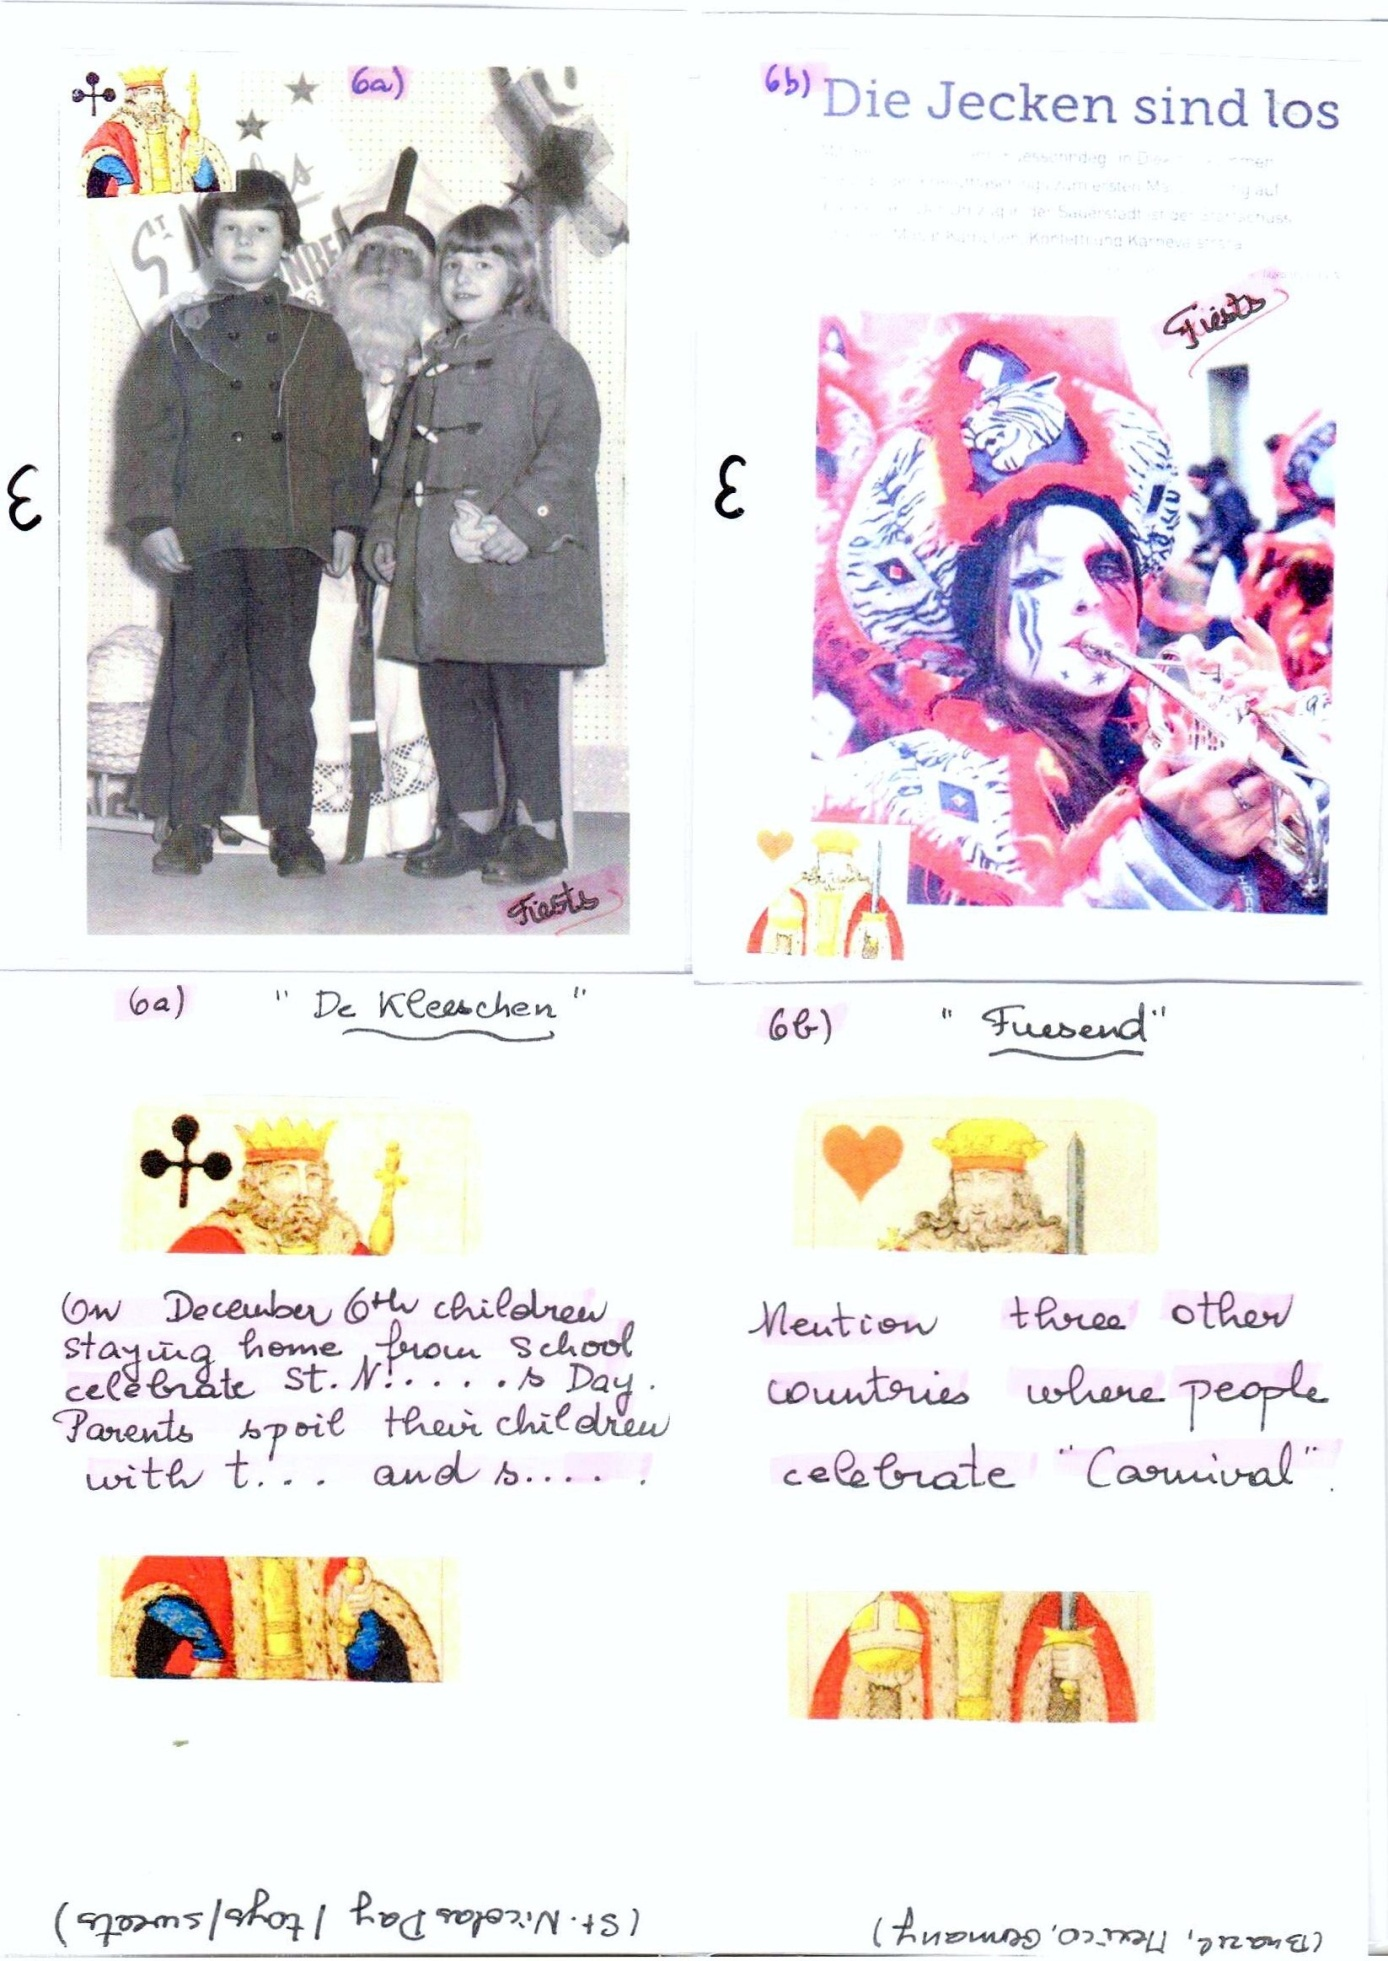 6a)
St
Fiests
3
6b)
Die Jecken sind los
Fiests
3
6a) "De Kleeschen"
On December 6th children
staying home from school
celebrate St. N.....s Day.
Parents spoil their children
with t... and s.....
(St. Nicolas Day / toys/sweets)
6b) "Fuesend"
Mention three other
countries where people
celebrate "Carnival".
(Brazil, Mexico, Germany)